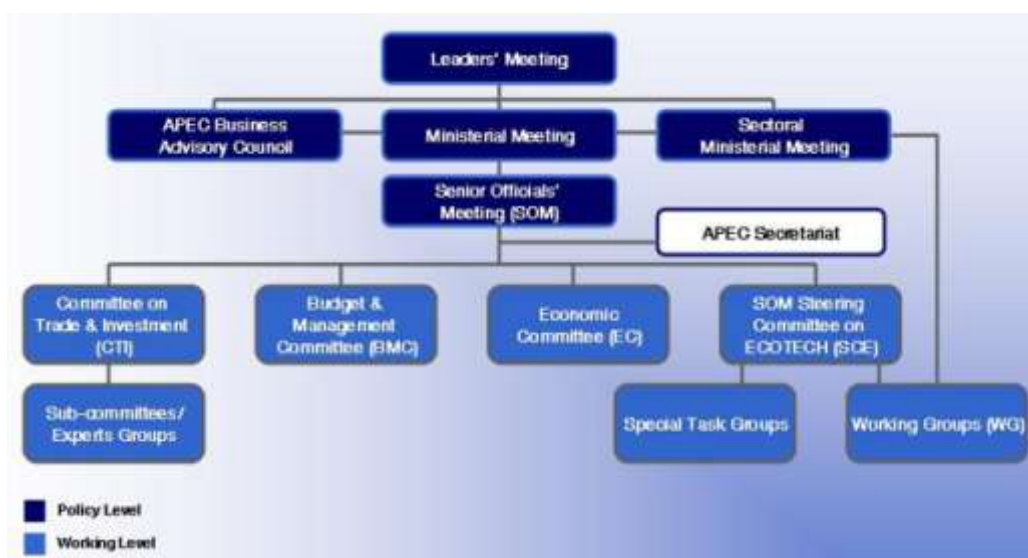 Leaders' Meeting
APEC Business
Advisory Council
Ministerial Meeting
Sectoral
Ministerial Meeting
Senior Officials'
Meeting (SOM)
APEC Secretariat
Committee on
Trade & Investment
(CTI)
Budget &
Management
Committee (BMC)
Economic
Committee (EC)
SOM Steering
Committee on
ECOTECH (SCE)
Sub-committees/
Experts Groups
Special Task Groups
Working Groups (WG)
Policy Level
Working Level